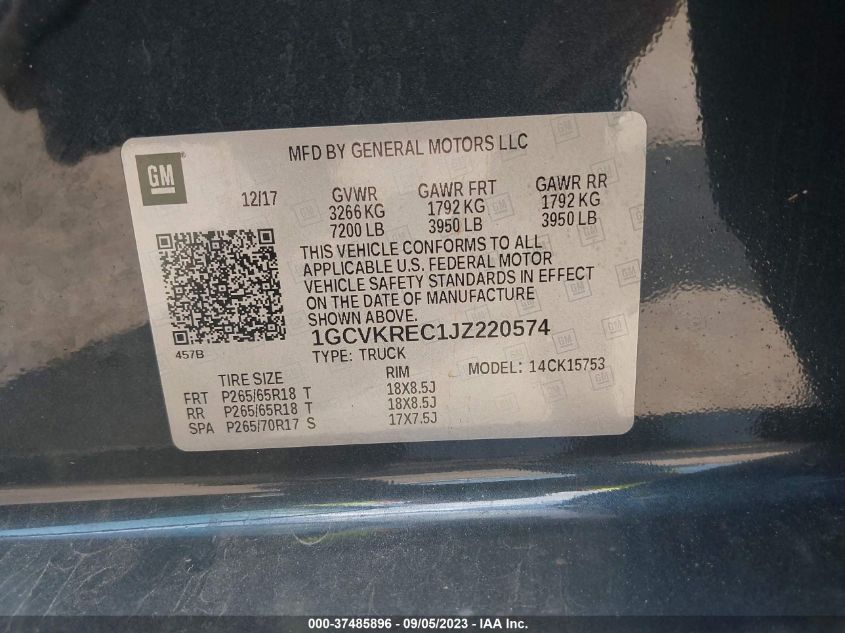 MFD BY GENERAL MOTORS LLC
GM
12/17 GVWR GAWR FRT GAWR RR
3266 KG 1792 KG 1792 KG
7200 LB 3950 LB 3950 LB
THIS VEHICLE CONFORMS TO ALL
APPLICABLE U.S. FEDERAL MOTOR
VEHICLE SAFETY STANDARDS IN EFFECT
ON THE DATE OF MANUFACTURE
SHOWN ABOVE.
1GCVKREC1JZ220574
457B
TYPE: TRUCK MODEL: 14CK15753
TIRE SIZE RIM
FRT P265/65R18 T 18X8.5J
RR P265/65R18 T 18X8.5J
SPA P265/70R17 S 17X7.5J
000-37485896 - 09/05/2023 - IAA Inc.